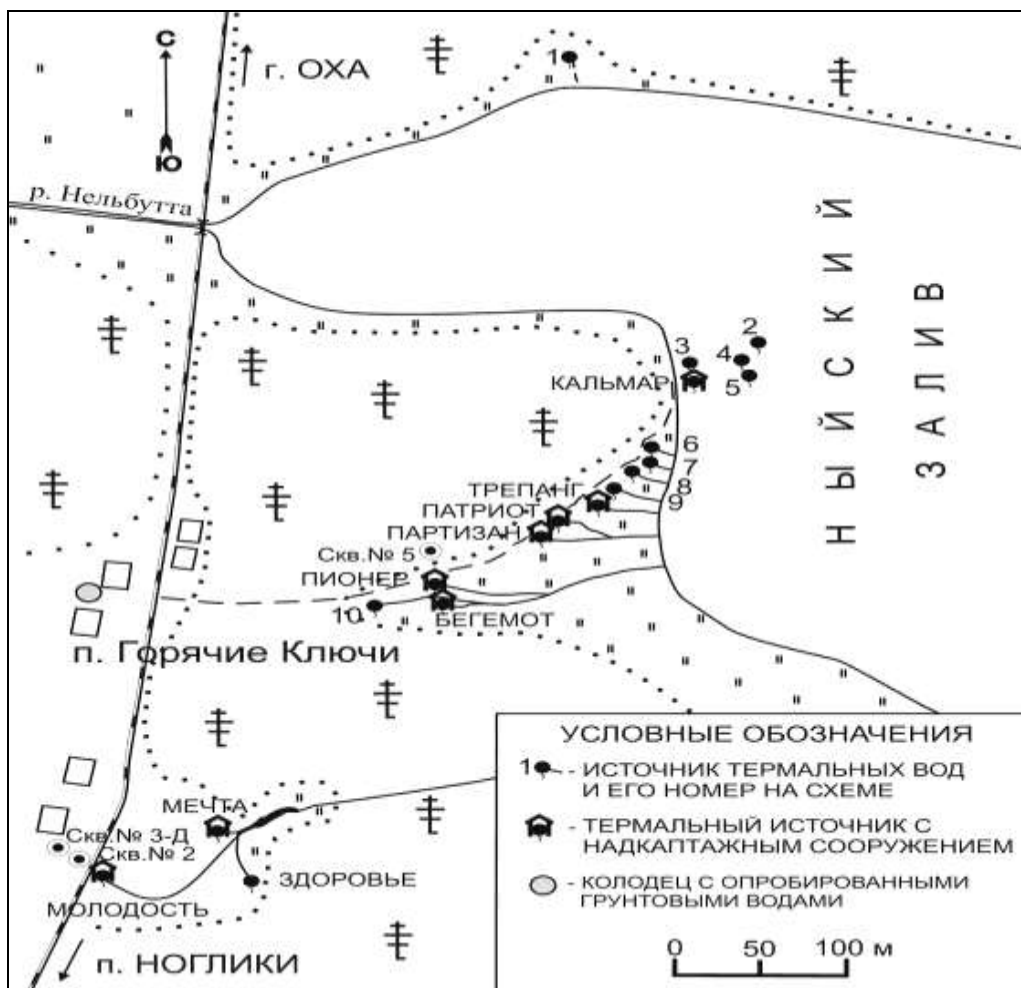 1
С
г. ОХА
Ю
р. Нельбутта
НЫЙСКИЙ
ЗАЛИВ
2
3
4
КАЛЬМАР
5
6
7
8
ТРЕПАНГ
9
ПАТРИОТ
ПАРТИЗАН
Скв.№ 5
ПИОНЕР
10
БЕГЕМОТ
п. Горячие Ключи
МЕЧТА
Скв.№ 3-Д
Скв.№ 2
ЗДОРОВЬЕ
МОЛОДОСТЬ
п. НОГЛИКИ
УСЛОВНЫЕ ОБОЗНАЧЕНИЯ
1 - ИСТОЧНИК ТЕРМАЛЬНЫХ ВОД
И ЕГО НОМЕР НА СХЕМЕ
- ТЕРМАЛЬНЫЙ ИСТОЧНИК С
НАДКАПТАЖНЫМ СООРУЖЕНИЕМ
- КОЛОДЕЦ С ОПРОБИРОВАННЫМИ
ГРУНТОВЫМИ ВОДАМИ
0 50 100 м